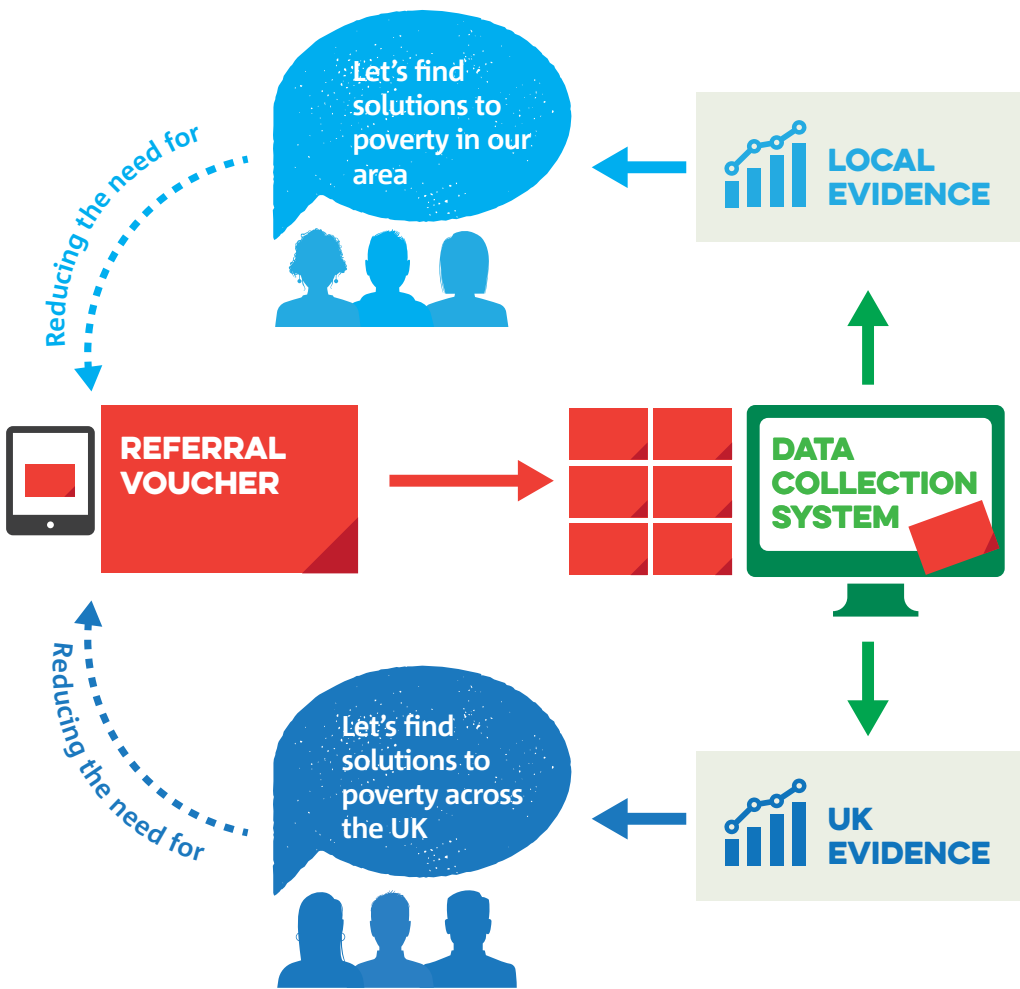 Let's find
solutions to
poverty in our
area
LOCAL
EVIDENCE
Reducing the need for
REFERRAL
VOUCHER
DATA
COLLECTION
SYSTEM
Reducing the need for
Let's find
solutions to
poverty across
the UK
UK
EVIDENCE